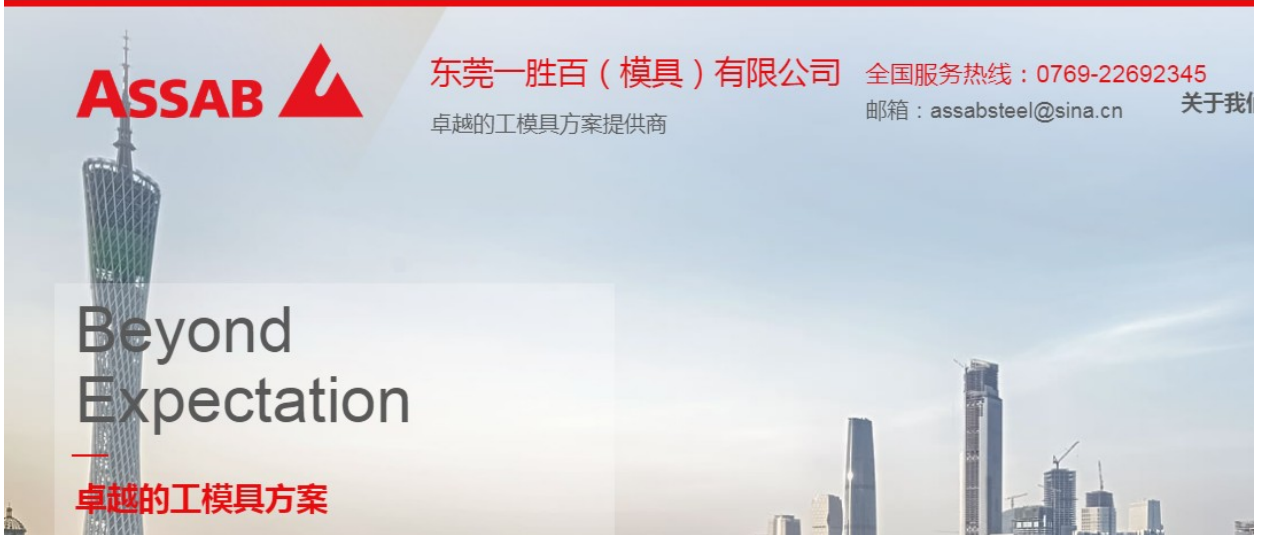 ASSAB
东莞一胜百（模具）有限公司
卓越的工模具方案提供商
全国服务热线：0769-22692345
邮箱：assabsteel@sina.cn
关于我们
Beyond
Expectation
卓越的工模具方案